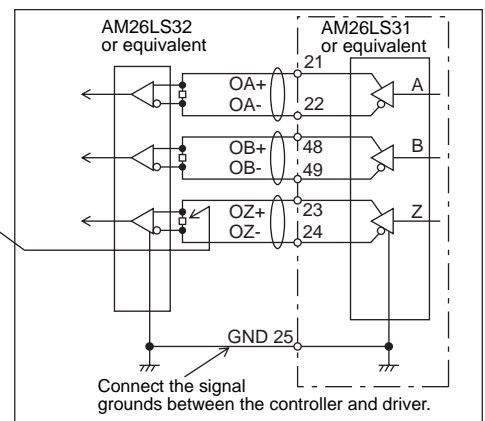 AM26LS32
or equivalent
AM26LS31
or equivalent
21
OA+
OA-
22
A
OB+
OB-
48
49
B
OZ+
OZ-
23
24
Z
GND 25
Connect the signal
grounds between the controller and driver.